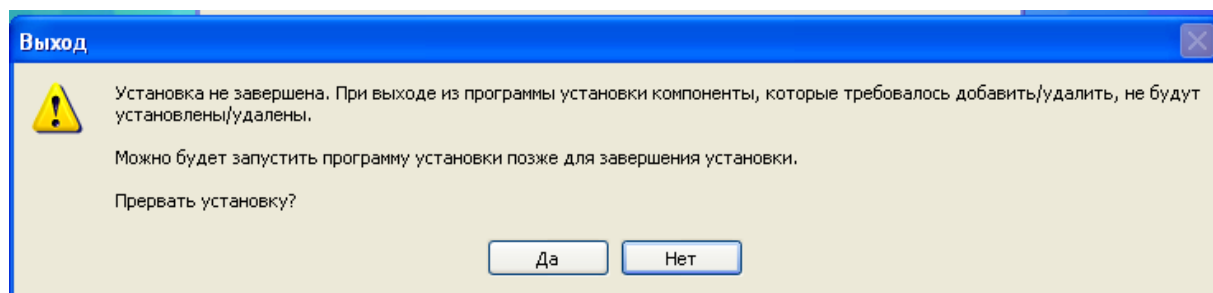 Выход
Установка не завершена. При выходе из программы установки компоненты, которые требовалось добавить/удалить, не будут
установлены/удалены.
Можно будет запустить программу установки позже для завершения установки.
Прервать установку?
Да
Нет